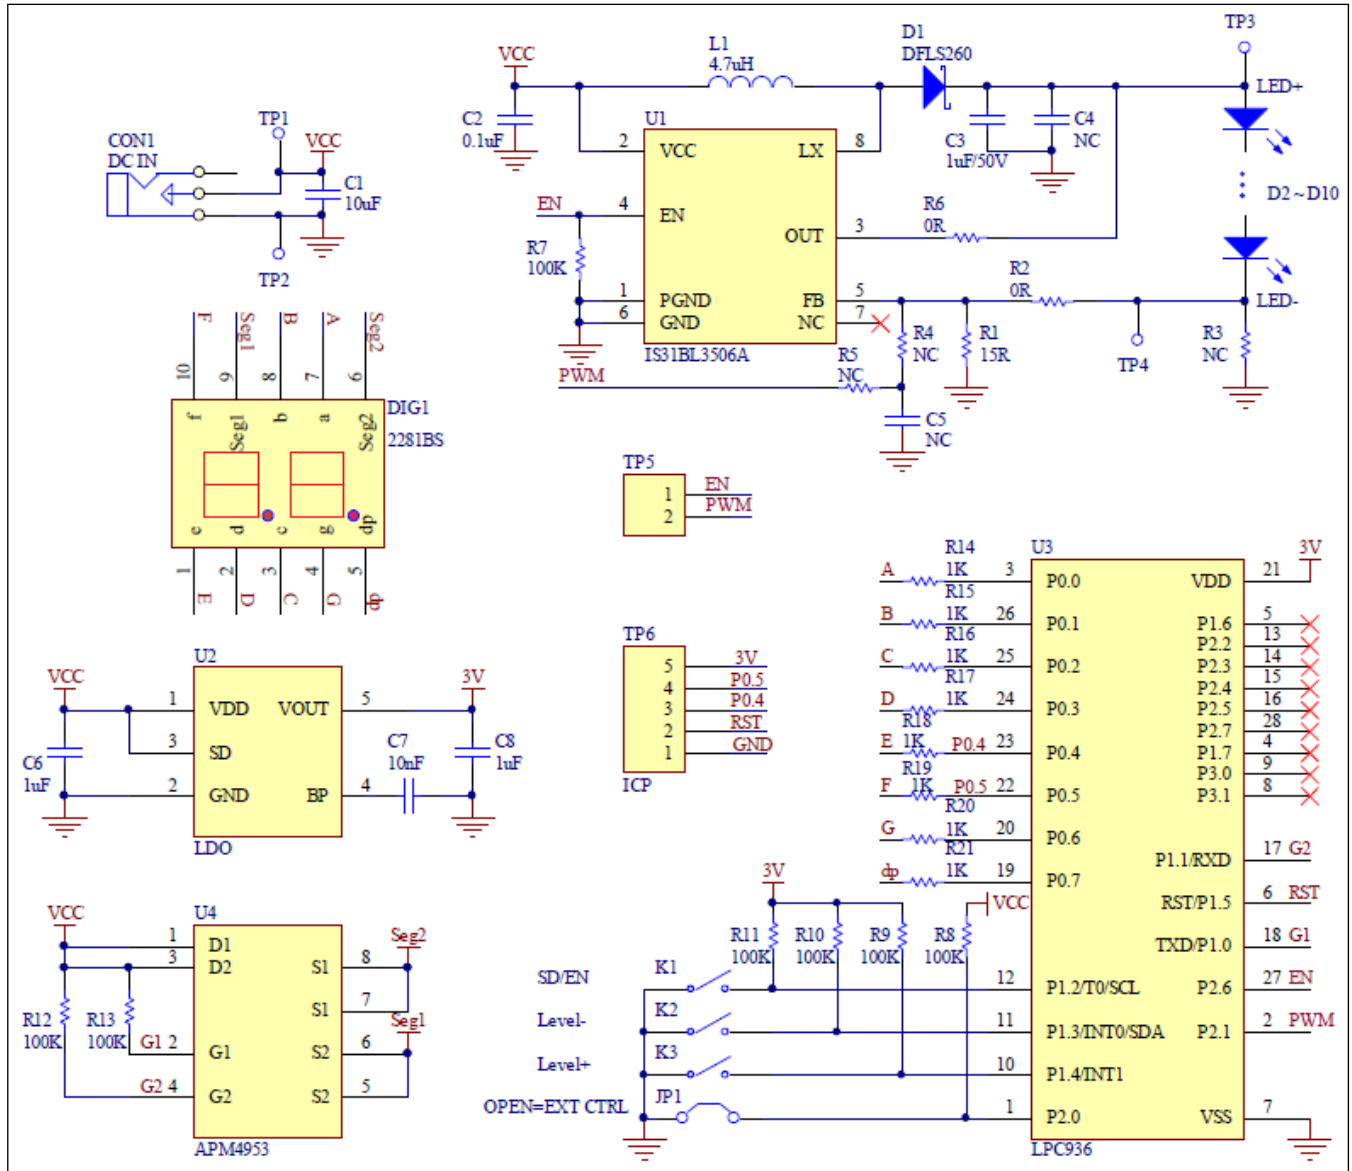 CON1
DC IN
TP1
VCC
C1
10uF
TP2
VCC
C2
0.1uF
L1
4.7uH
D1
DFLS260
TP3
LED+
C3
1uF/50V
C4
NC
D2~D10
U1
2 VCC LX 8
EN 4 EN
OUT 3
R6
0R
R7
100K
1 PGND FB 5
6 GND NC 7
IS31BL3506A
R2
0R
LED-
R4
NC
R1
15R
TP4
R3
NC
R5
NC
PWM
C5
NC
F Seg1 B A Seg2
10 9 8 7 6
f Seg1 b a Seg2
DIG1
2281BS
e d c g dp
1 2 3 4 5
E D C G dp
TP5
1 EN
2 PWM
TP6
5 3V
4 P0.5
3 P0.4
2 RST
1 GND
ICP
U2
VCC
1 VDD VOUT 5
3V
3 SD
2 GND BP 4
C6
1uF
C7
10nF
C8
1uF
LDO
U4
VCC
1 D1
3 D2 S1 8
Seg2
S1 7
Seg1
R12
100K
R13
100K
G1 2 G1 S2 6
G2 4 G2 S2 5
APM4953
U3
3V
A R14 1K 3 P0.0
B R15 1K 26 P0.1
C R16 1K 25 P0.2
D R17 1K 24 P0.3
E R18 1K P0.4 23 P0.4
F R19 1K P0.5 22 P0.5
G R20 1K 20 P0.6
dp R21 1K 19 P0.7
VDD 21
P1.6 5
P2.2 13
P2.3 14
P2.4 15
P2.5 16
P2.7 28
P1.7 4
P3.0 9
P3.1 8
P1.1/RXD 17 G2
RST/P1.5 6 RST
TXD/P1.0 18 G1
P2.6 27 EN
P2.1 2 PWM
VSS 7
3V
VCC
R11
100K
R10
100K
R9
100K
R8
100K
SD/EN K1 12 P1.2/T0/SCL
Level- K2 11 P1.3/INT0/SDA
Level+ K3 10 P1.4/INT1
OPEN=EXT CTRL JP1 1 P2.0
LPC936